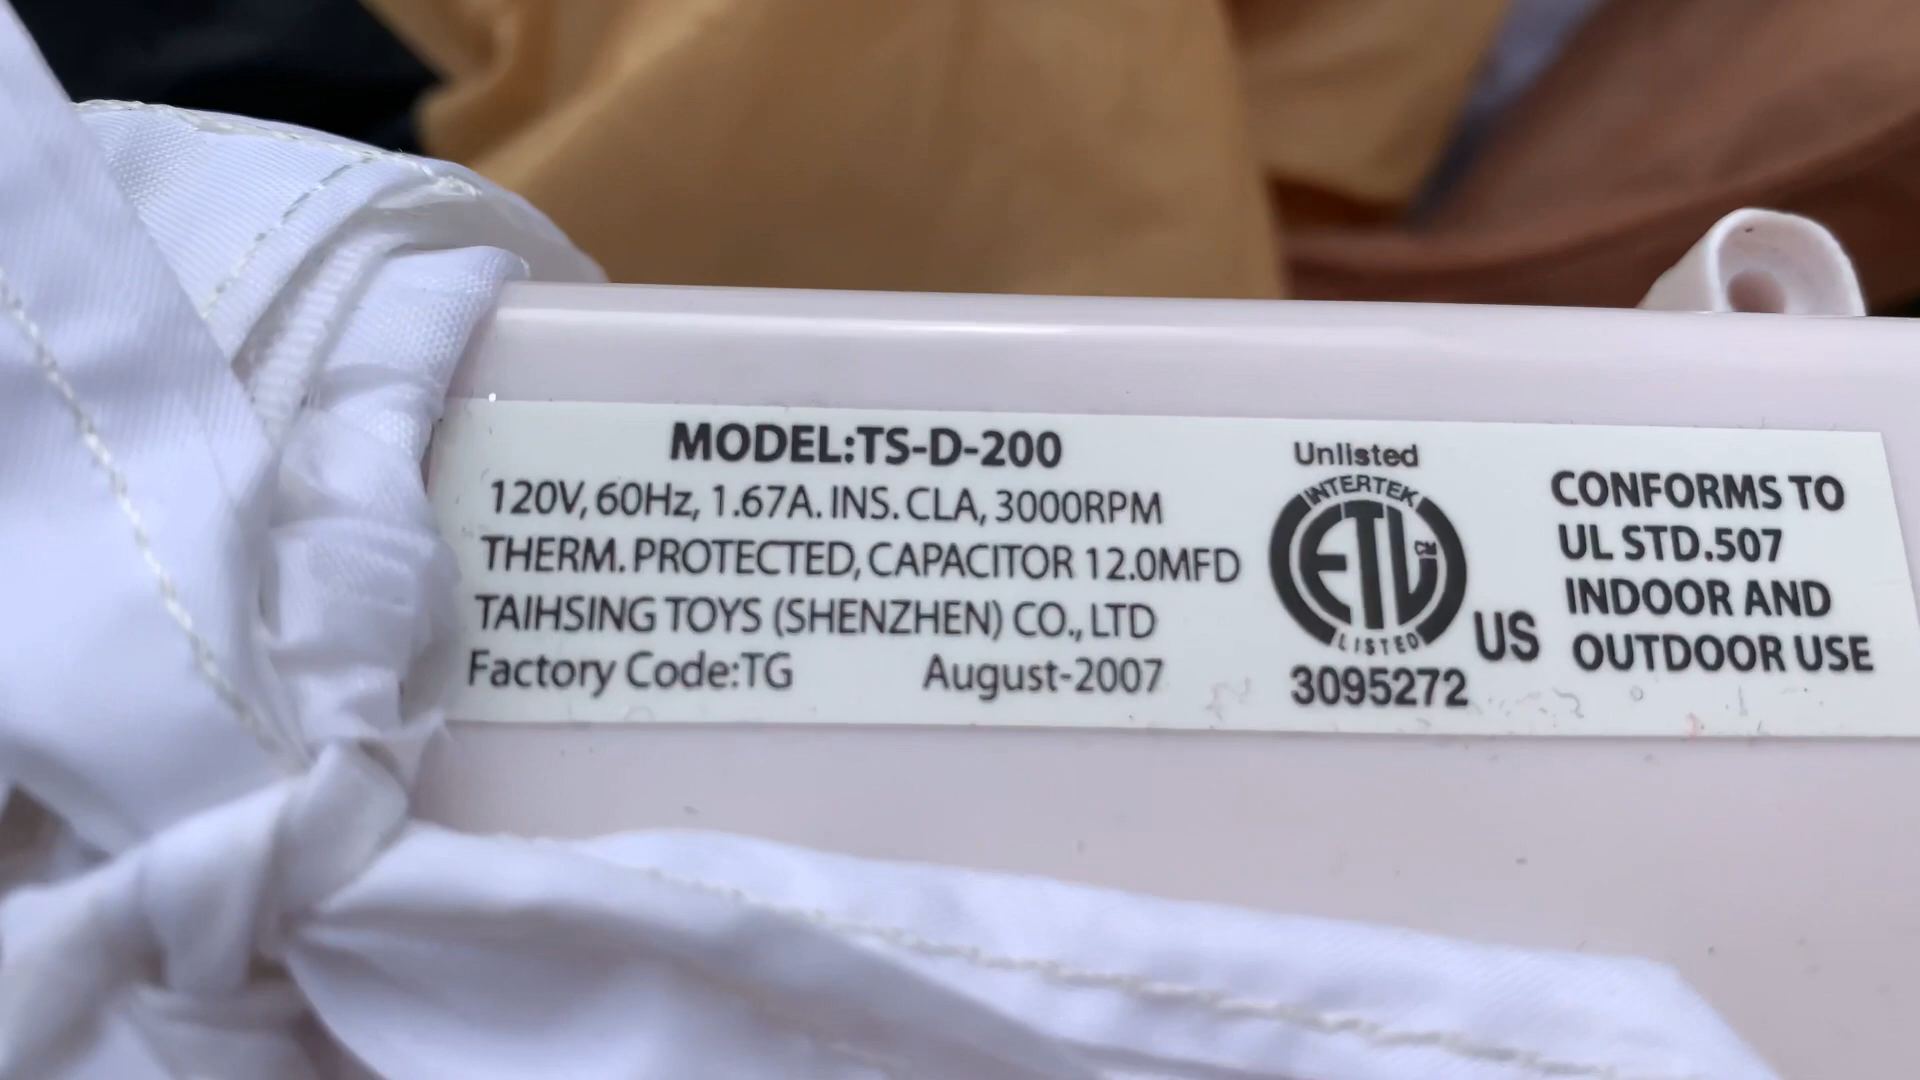 MODEL:TS-D-200
120V, 60Hz, 1.67A. INS. CLA, 3000RPM
THERM. PROTECTED, CAPACITOR 12.0MFD
TAIHSING TOYS (SHENZHEN) CO., LTD
Factory Code:TG August-2007
Unlisted
INTERTEK
ETL CM
LISTED
US
3095272
CONFORMS TO
UL STD.507
INDOOR AND
OUTDOOR USE